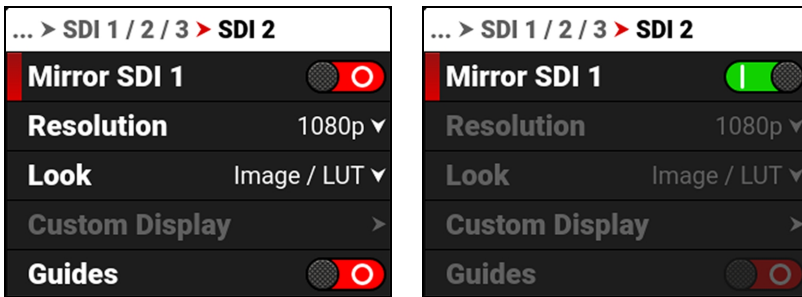 ... > SDI 1 / 2 / 3 > SDI 2
Mirror SDI 1
Resolution 1080p
Look Image / LUT
Custom Display
Guides
... > SDI 1 / 2 / 3 > SDI 2
Mirror SDI 1
Resolution 1080p
Look Image / LUT
Custom Display
Guides